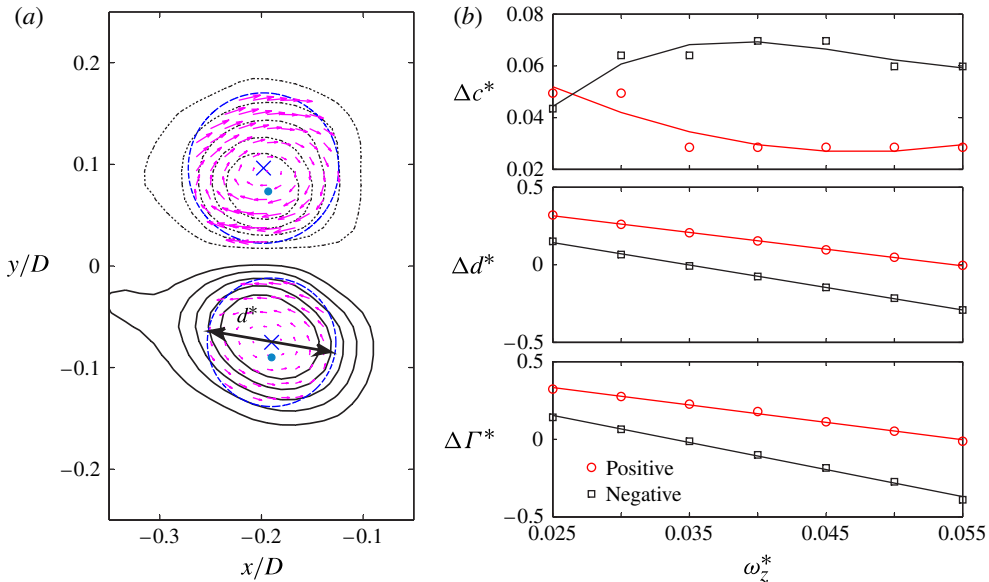 (a)
0.2
0.1
y/D
0
−0.1
−0.2
−0.3
−0.2
−0.1
x/D
d*
(b)
0.08
0.06
Δc*
0.04
0.02
0.5
Δd*
0
−0.5
0.5
ΔΓ*
0
−0.5
Positive
Negative
0.025
0.035
0.045
0.055
ω*z